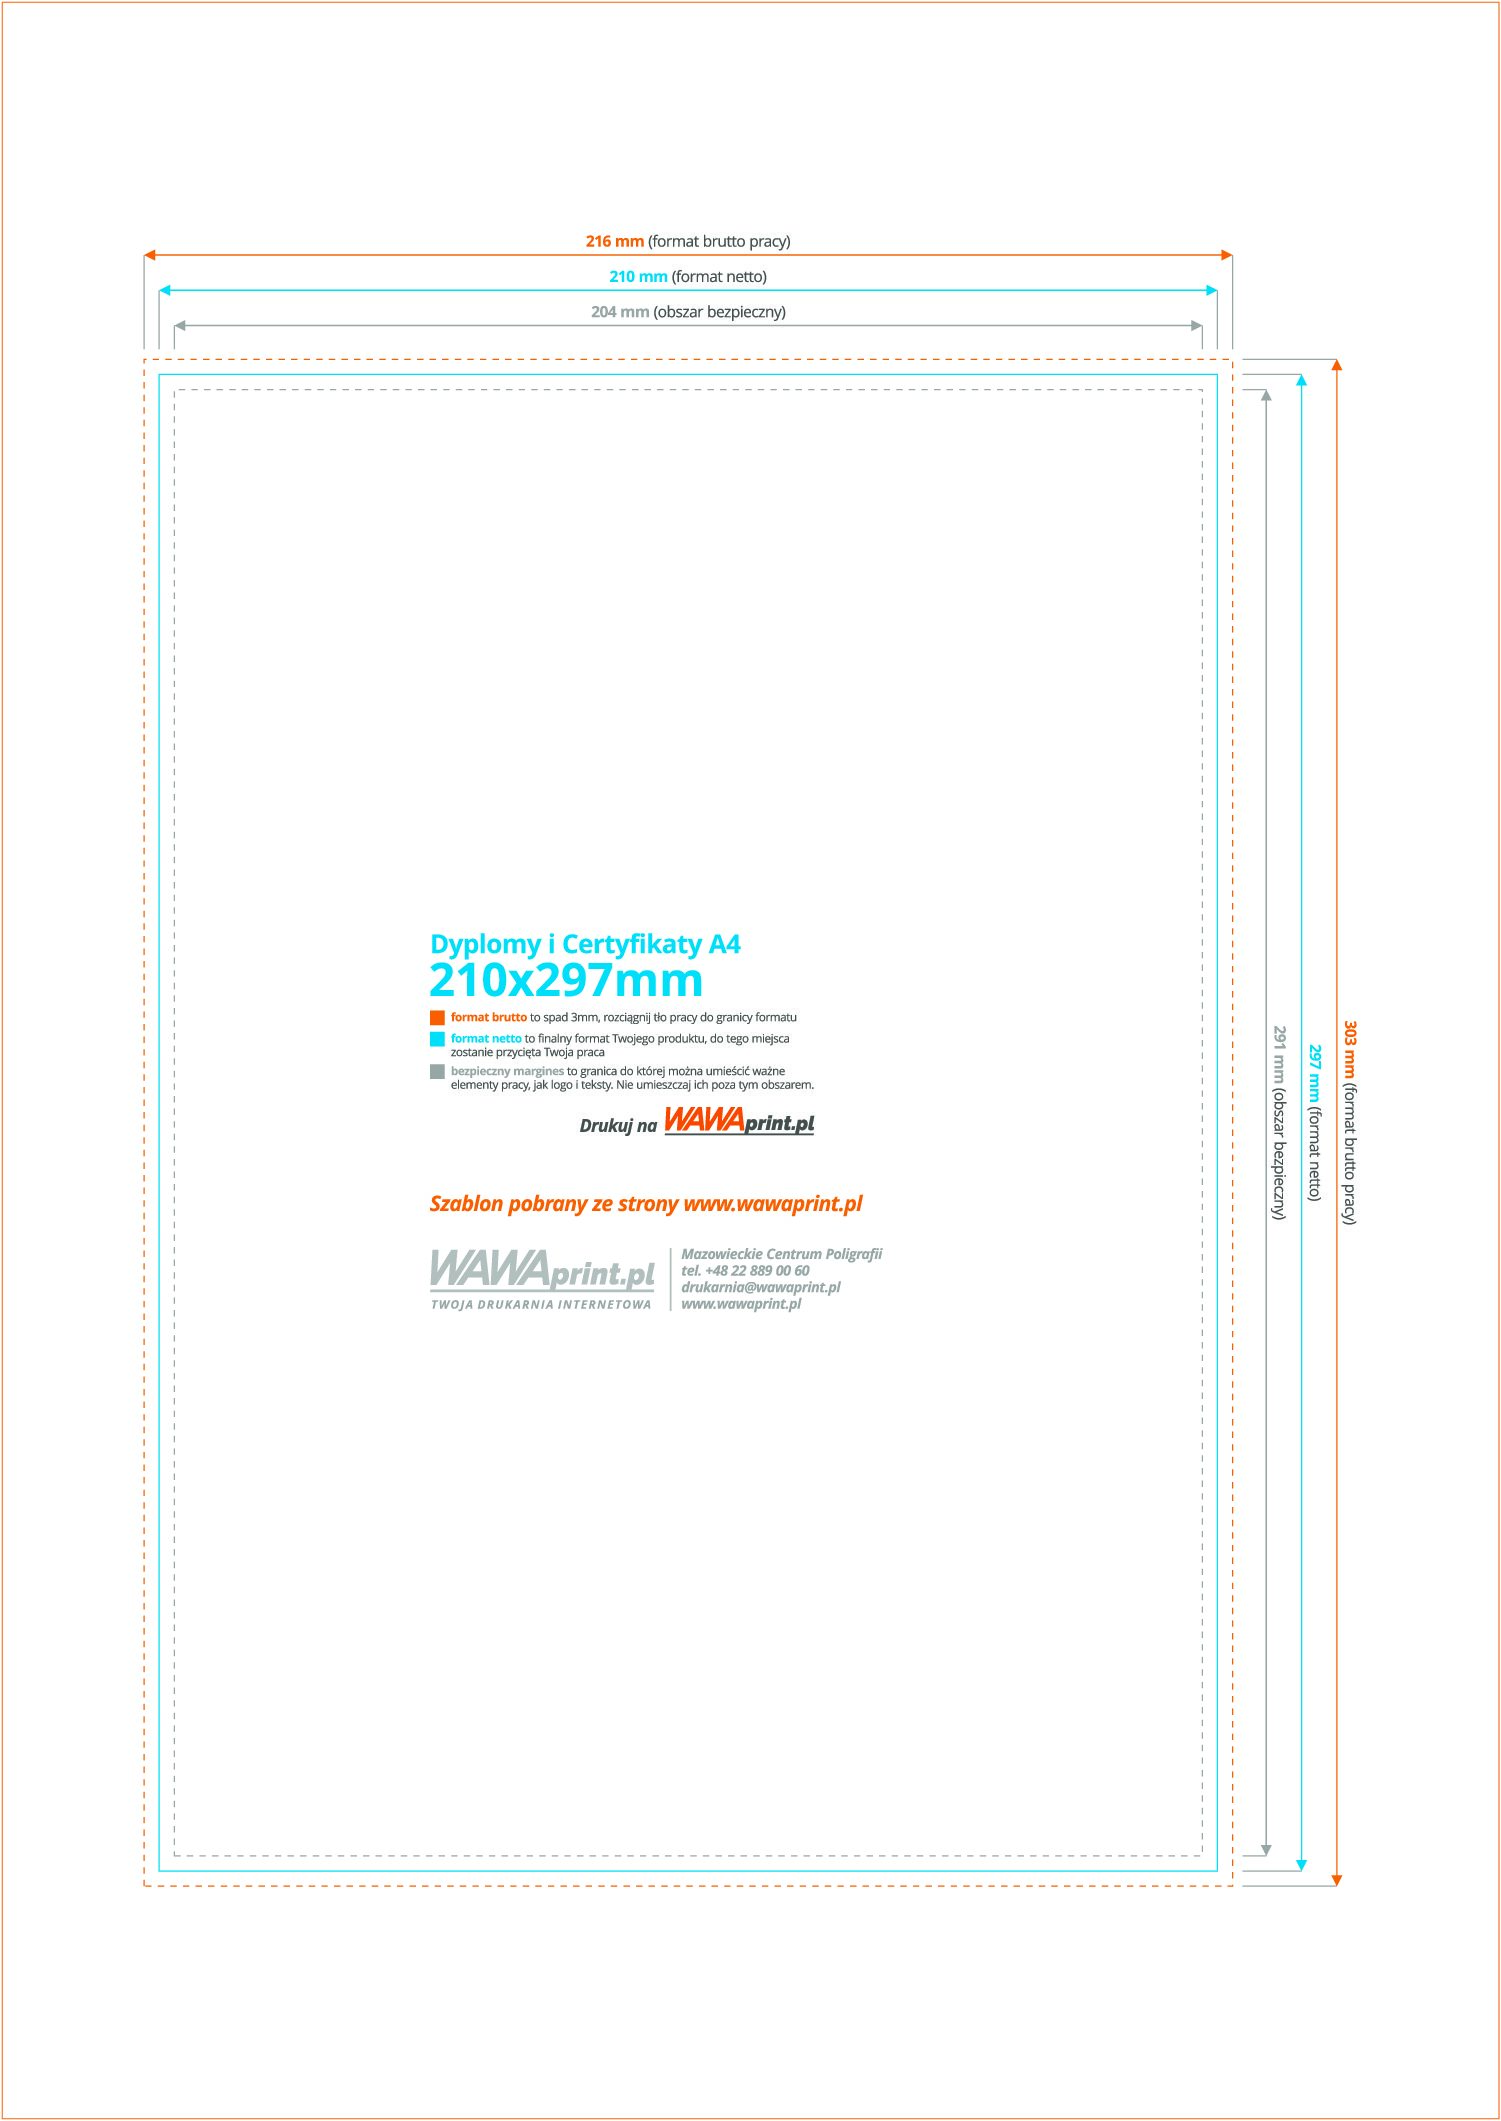 216 mm (format brutto pracy)
210 mm (format netto)
204 mm (obszar bezpieczny)
Dyplomy i Certyfikaty A4
210x297mm
format brutto to spad 3mm, rozciągnij tło pracy do granicy formatu
format netto to finalny format Twojego produktu, do tego miejsca
zostanie przycięta Twoja praca
bezpieczny margines to granica do której można umieścić ważne
elementy pracy, jak logo i teksty. Nie umieszczaj ich poza tym obszarem.
Drukuj na WAWAprint.pl
Szablon pobrany ze strony www.wawaprint.pl
WAWAprint.pl
TWOJA DRUKARNIA INTERNETOWA
Mazowieckie Centrum Poligrafii
tel. +48 22 889 00 60
drukarnia@wawaprint.pl
www.wawaprint.pl
291 mm (obszar bezpieczny)
297 mm (format netto)
303 mm (format brutto pracy)